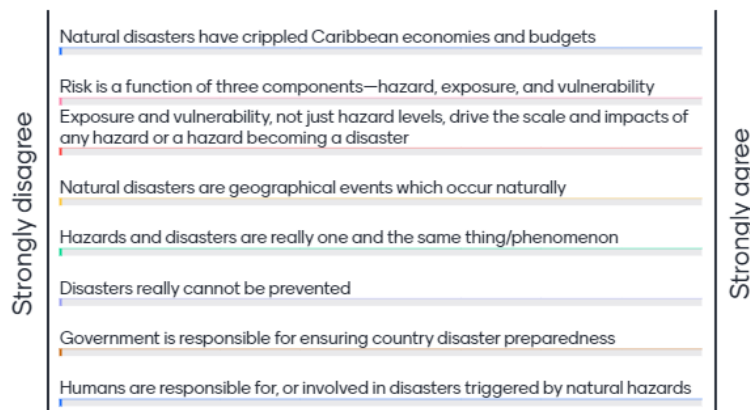 Strongly disagree
Natural disasters have crippled Caribbean economies and budgets
Risk is a function of three components—hazard, exposure, and vulnerability
Exposure and vulnerability, not just hazard levels, drive the scale and impacts of
any hazard or a hazard becoming a disaster
Natural disasters are geographical events which occur naturally
Hazards and disasters are really one and the same thing/phenomenon
Disasters really cannot be prevented
Government is responsible for ensuring country disaster preparedness
Humans are responsible for, or involved in disasters triggered by natural hazards
Strongly agree